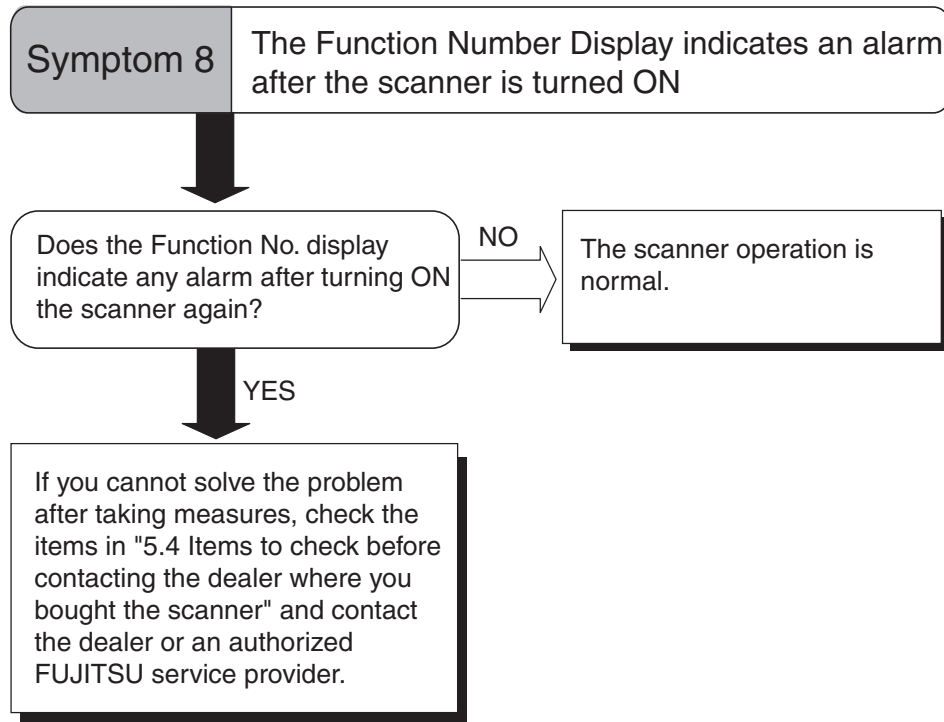 Symptom 8
The Function Number Display indicates an alarm
after the scanner is turned ON
Does the Function No. display
indicate any alarm after turning ON
the scanner again?
NO
The scanner operation is
normal.
YES
If you cannot solve the problem
after taking measures, check the
items in "5.4 Items to check before
contacting the dealer where you
bought the scanner" and contact
the dealer or an authorized
FUJITSU service provider.